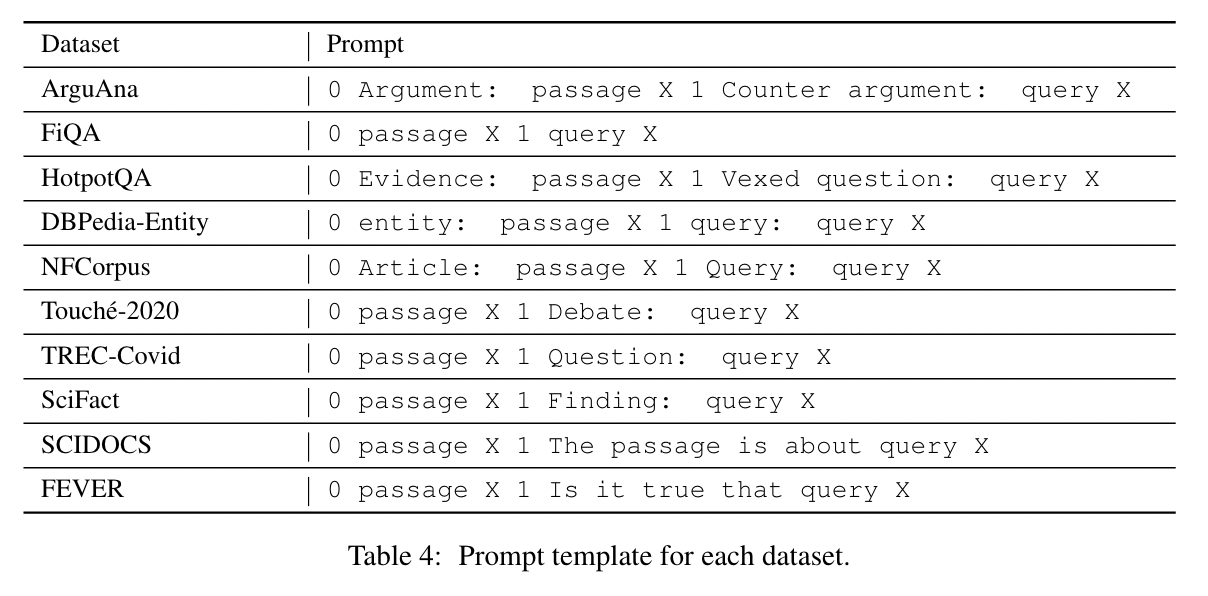 Dataset Prompt
ArguAna 0 Argument: passage X 1 Counter argument: query X
FiQA 0 passage X 1 query X
HotpotQA 0 Evidence: passage X 1 Vexed question: query X
DBPedia-Entity 0 entity: passage X 1 query: query X
NFCorpus 0 Article: passage X 1 Query: query X
Touché-2020 0 passage X 1 Debate: query X
TREC-Covid 0 passage X 1 Question: query X
SciFact 0 passage X 1 Finding: query X
SCIDOCS 0 passage X 1 The passage is about query X
FEVER 0 passage X 1 Is it true that query X
Table 4: Prompt template for each dataset.